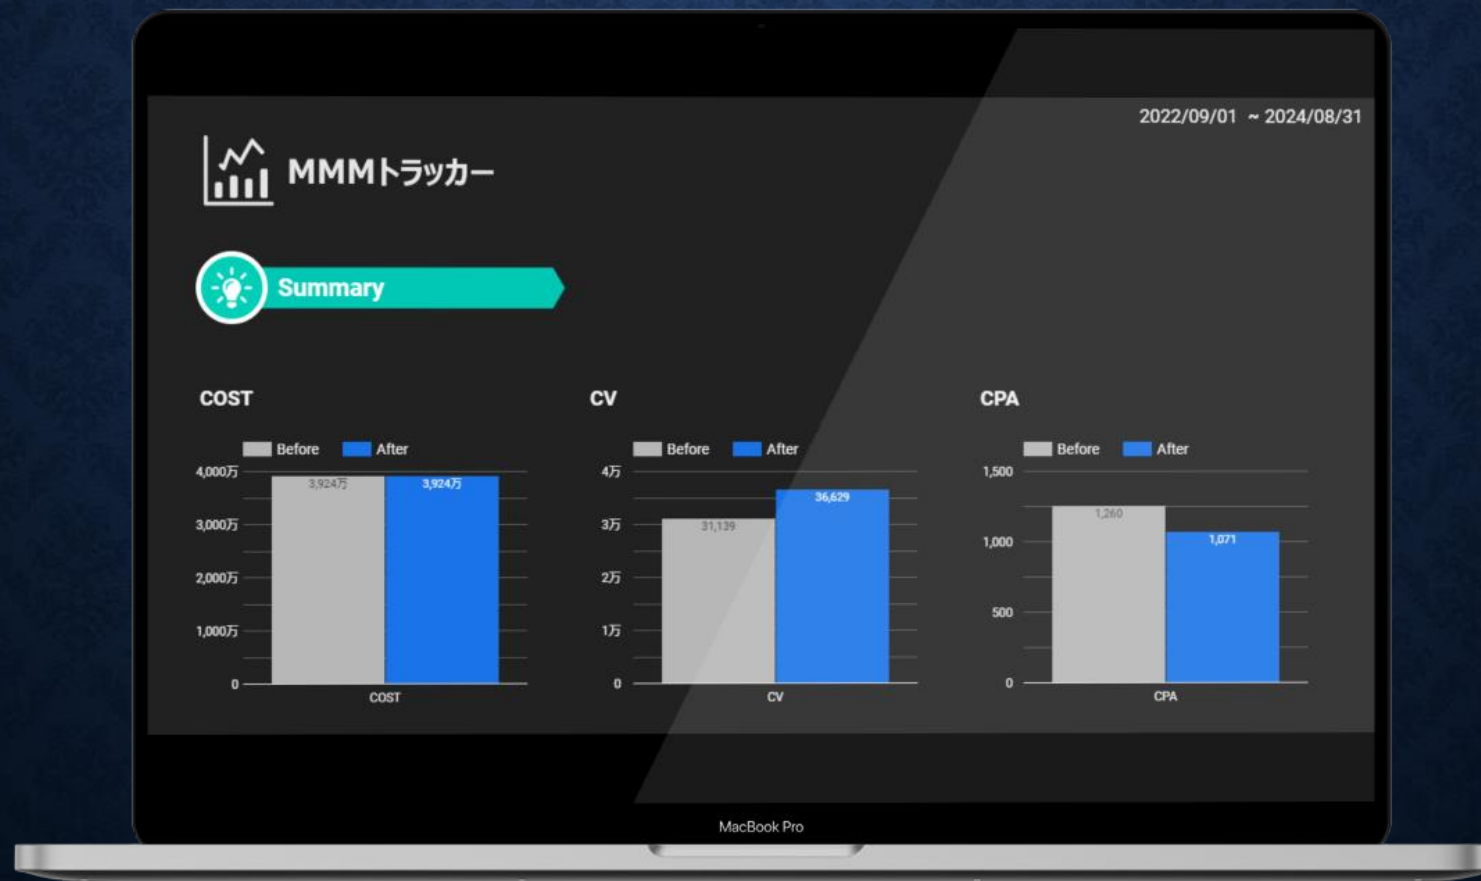 2022/09/01 ~ 2024/08/31
MMMトラッカー
Summary
COST
Before After
4,000万
3,000万
2,000万
1,000万
0
3,924万 3,924万
COST
CV
Before After
4万
3万
2万
1万
0
31,139 36,629
CV
CPA
Before After
1,500
1,000
500
0
1,260 1,071
CPA
MacBook Pro